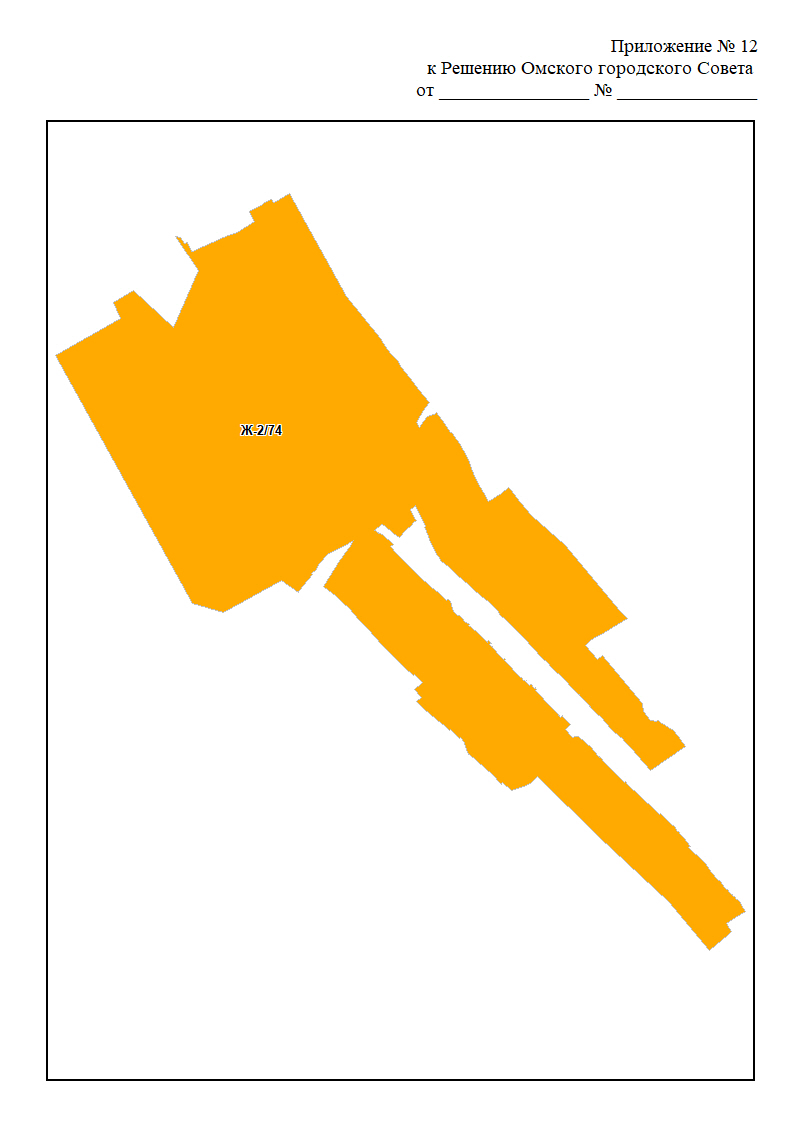 Приложение № 12
к Решению Омского городского Совета
от ________________ № _______________
Ж-2/74